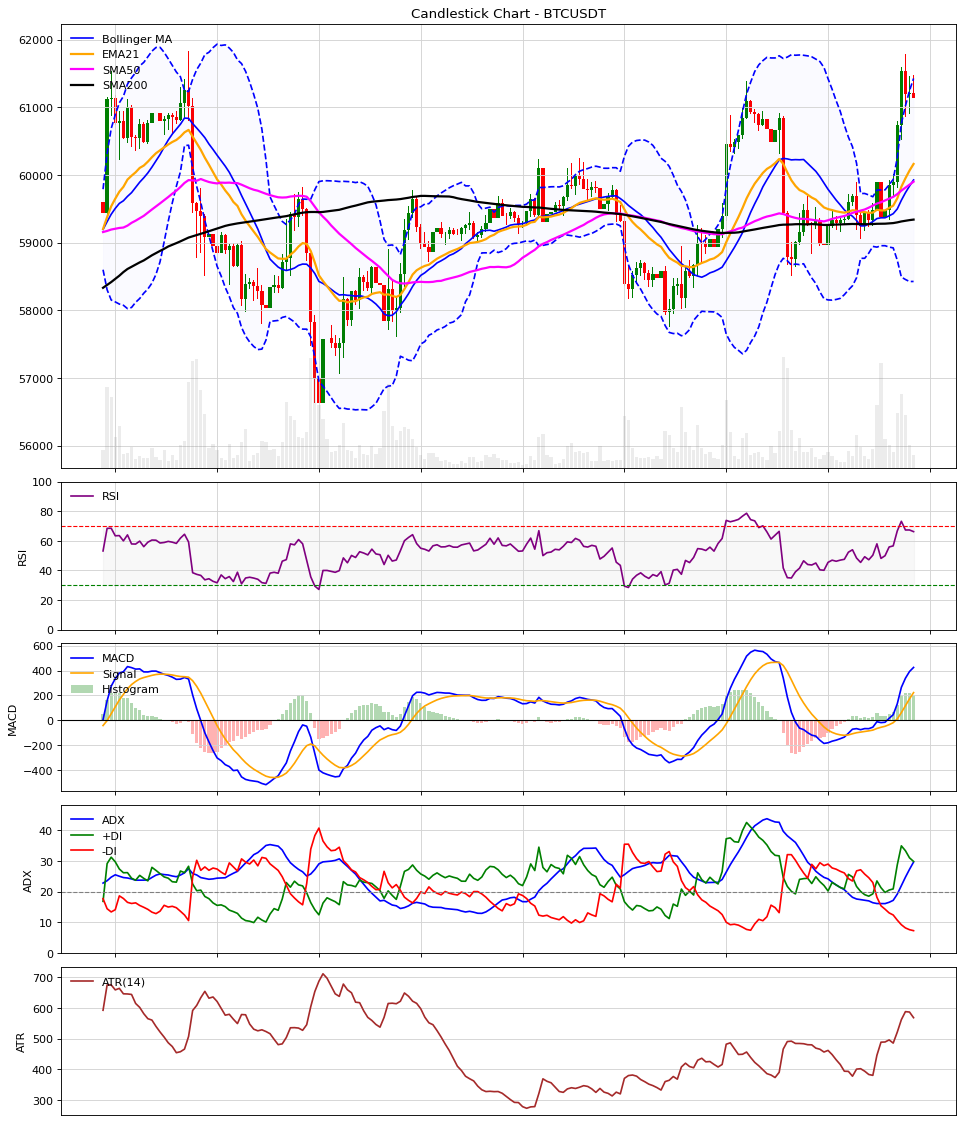 Candlestick Chart - BTCUSDT
62000
61000
60000
59000
58000
57000
56000
Bollinger MA
EMA21
SMA50
SMA200
100
80
60
40
20
0
RSI
RSI
600
400
200
0
−200
−400
MACD
MACD
Signal
Histogram
40
30
20
10
0
ADX
ADX
+DI
-DI
700
600
500
400
300
ATR
ATR(14)